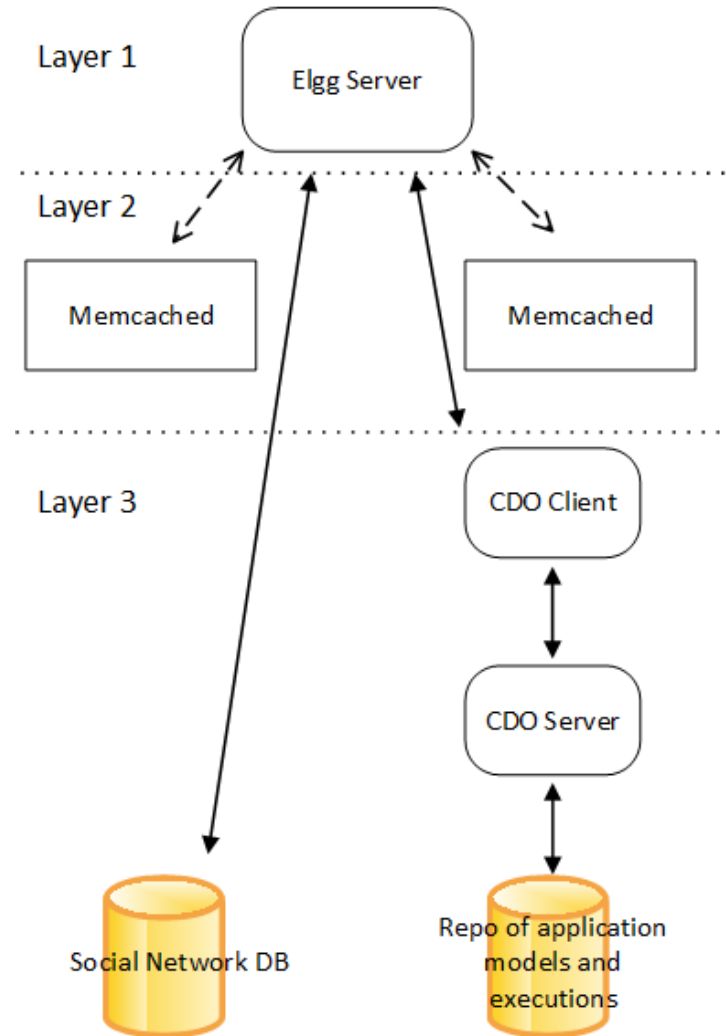 Layer 1
Elgg Server
Layer 2
Memcached
Memcached
Layer 3
CDO Client
CDO Server
Social Network DB
Repo of application
models and
executions